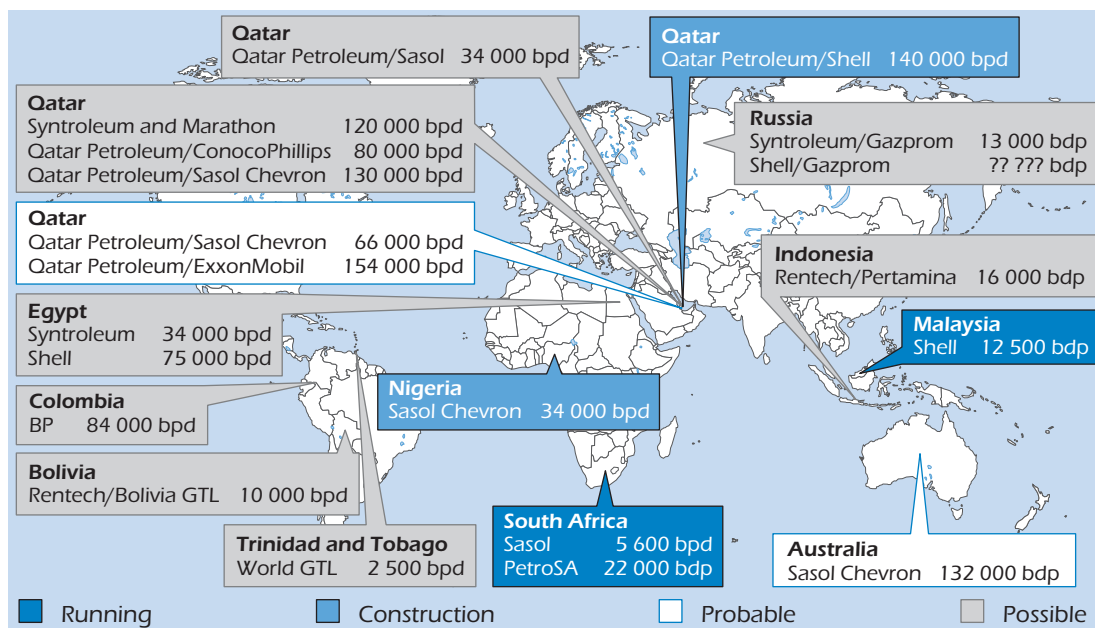 Qatar
Qatar Petroleum/Sasol 34 000 bpd
Qatar
Qatar Petroleum/Shell 140 000 bpd
Qatar
Syntroleum and Marathon 120 000 bpd
Qatar Petroleum/ConocoPhillips 80 000 bpd
Qatar Petroleum/Sasol Chevron 130 000 bpd
Russia
Syntroleum/Gazprom 13 000 bdp
Shell/Gazprom ?? ??? bdp
Qatar
Qatar Petroleum/Sasol Chevron 66 000 bpd
Qatar Petroleum/ExxonMobil 154 000 bpd
Indonesia
Rentech/Pertamina 16 000 bdp
Egypt
Syntroleum 34 000 bpd
Shell 75 000 bpd
Malaysia
Shell 12 500 bdp
Nigeria
Sasol Chevron 34 000 bpd
Colombia
BP 84 000 bpd
Bolivia
Rentech/Bolivia GTL 10 000 bpd
Trinidad and Tobago
World GTL 2 500 bpd
South Africa
Sasol 5 600 bpd
PetroSA 22 000 bdp
Australia
Sasol Chevron 132 000 bdp
Running
Construction
Probable
Possible